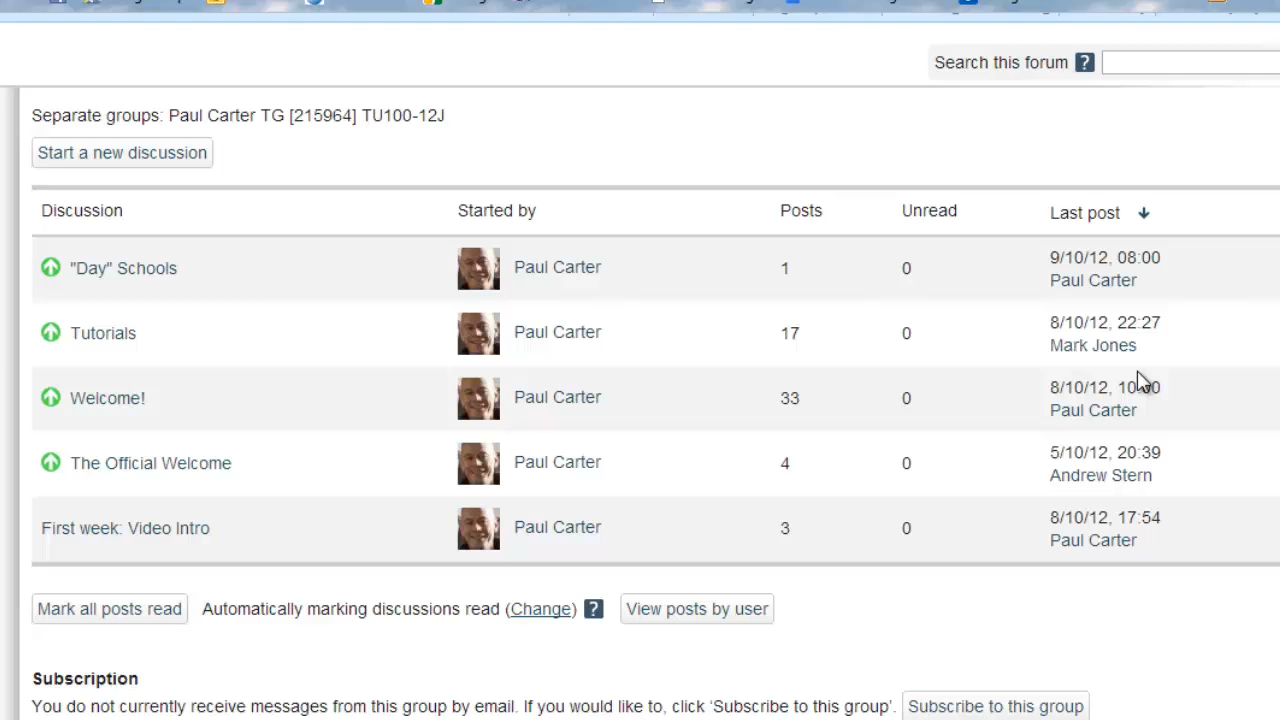 Search this forum ?
Separate groups: Paul Carter TG [215964] TU100-12J
Start a new discussion
Discussion Started by Posts Unread Last post
"Day" Schools Paul Carter 1 0 9/10/12, 08:00
Paul Carter
Tutorials Paul Carter 17 0 8/10/12, 22:27
Mark Jones
Welcome! Paul Carter 33 0 8/10/12,
Paul Carter
The Official Welcome Paul Carter 4 0 5/10/12, 20:39
Andrew Stern
First week: Video Intro Paul Carter 3 0 8/10/12, 17:54
Paul Carter
Mark all posts read Automatically marking discussions read (Change) ? View posts by user
Subscription
You do not currently receive messages from this group by email. If you would like to, click ‘Subscribe to this group’. Subscribe to this group